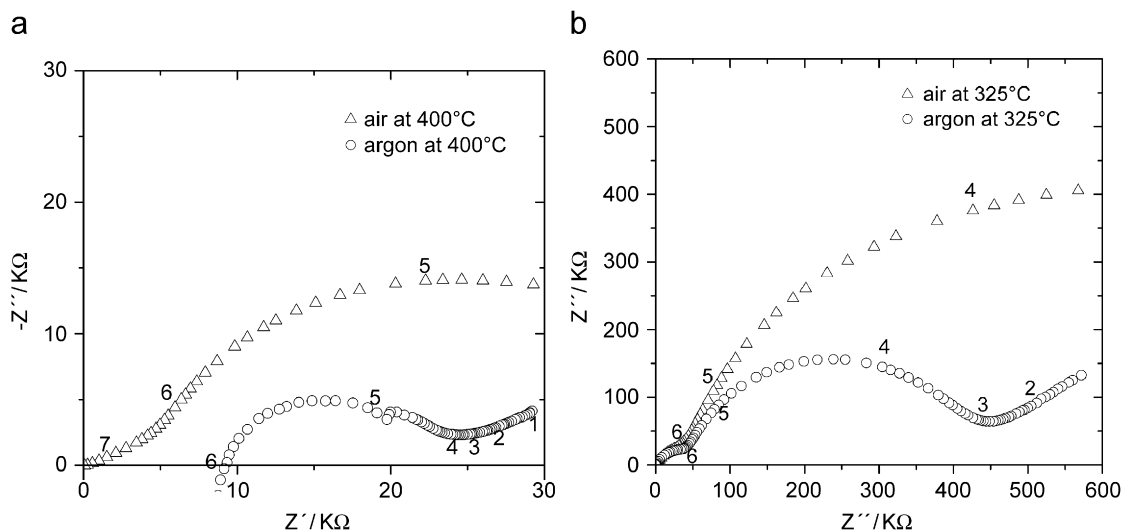 a
30
△ air at 400°C
○ argon at 400°C
20
-Z´´/KΩ
5
10
6
7
5
6
4 3 2 1
0
0 10 20 30
Z´/KΩ
b
600
△ air at 325°C
○ argon at 325°C
500
400
4
300
Z´´/KΩ
200
4
5
100
5
3
2
6
6
0
0 100 200 300 400 500 600
Z´´/KΩ